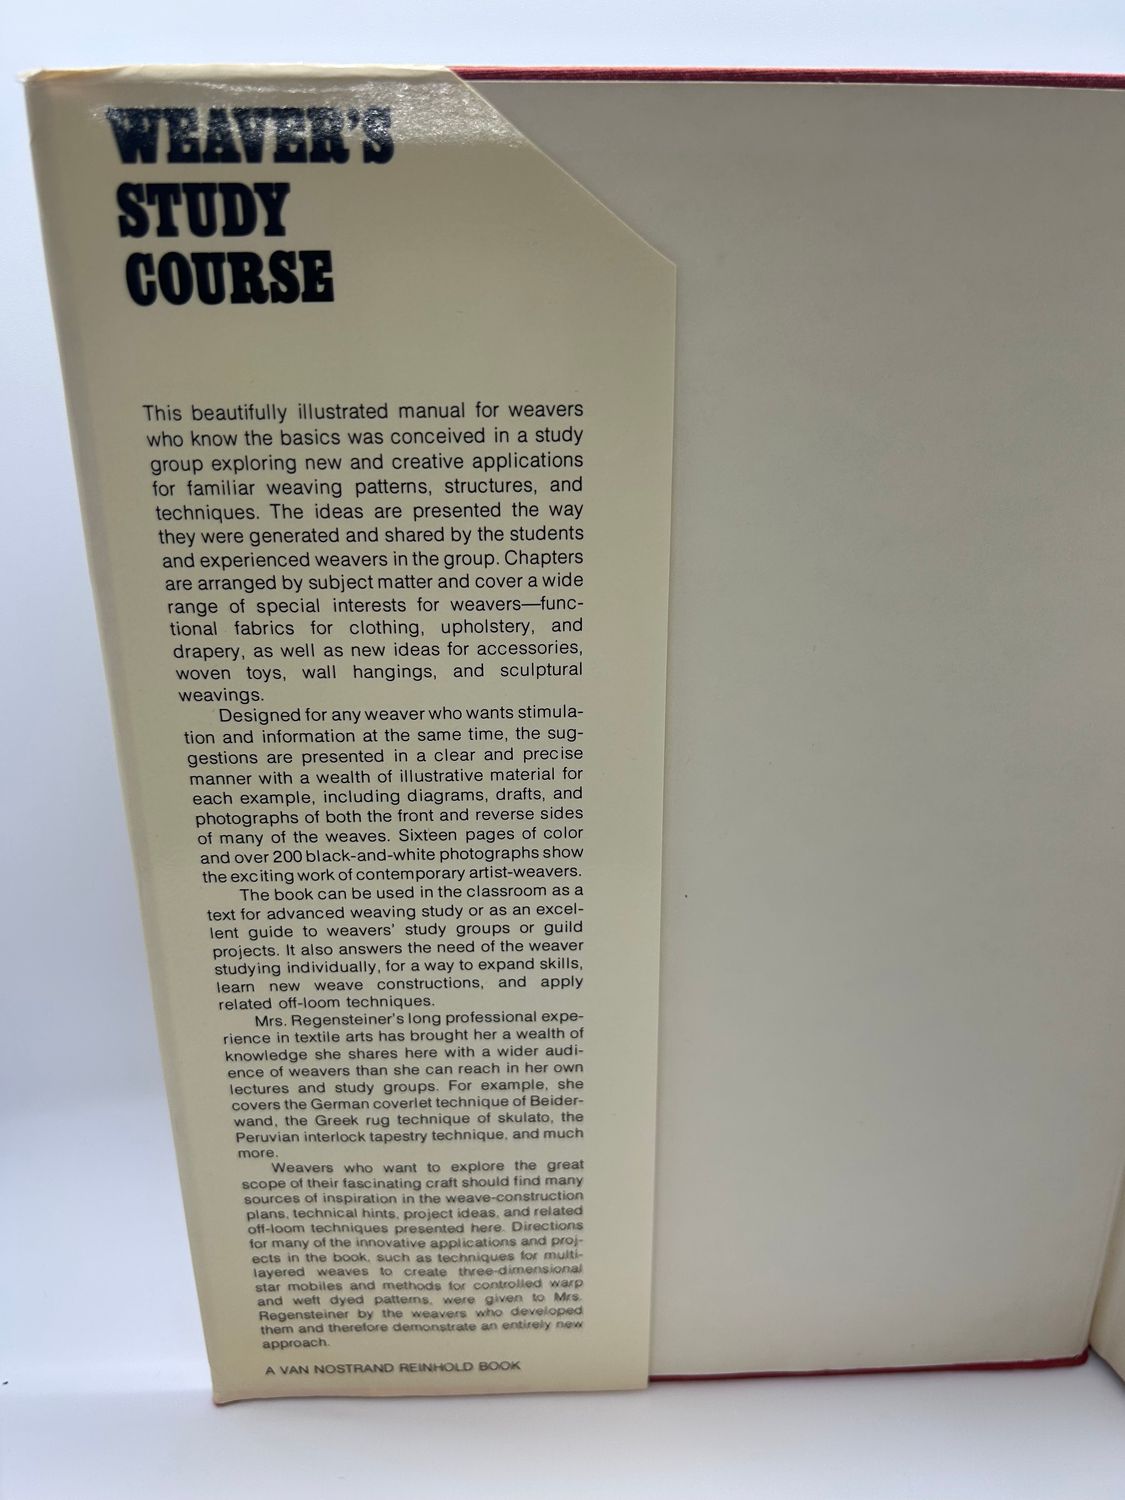 WEAVER'S
STUDY
COURSE
This beautifully illustrated manual for weavers
who know the basics was conceived in a study
group exploring new and creative applications
for familiar weaving patterns, structures, and
techniques. The ideas are presented the way
they were generated and shared by the students
and experienced weavers in the group. Chapters
are arranged by subject matter and cover a wide
range of special interests for weavers—func-
tional fabrics for clothing, upholstery, and
drapery, as well as new ideas for accessories,
woven toys, wall hangings, and sculptural
weavings.
Designed for any weaver who wants stimula-
tion and information at the same time, the sug-
gestions are presented in a clear and precise
manner with a wealth of illustrative material for
each example, including diagrams, drafts, and
photographs of both the front and reverse sides
of many of the weaves. Sixteen pages of color
and over 200 black-and-white photographs show
the exciting work of contemporary artist-weavers.
The book can be used in the classroom as a
text for advanced weaving study or as an excel-
lent guide to weavers' study groups or guild
projects. It also answers the need of the weaver
studying individually, for a way to expand skills,
learn new weave constructions, and apply
related off-loom techniques.
Mrs. Regensteiner's long professional expe-
rience in textile arts has brought her a wealth of
knowledge she shares here with a wider audi-
ence of weavers than she can reach in her own
lectures and study groups. For example, she
covers the German coverlet technique of Beider-
wand, the Greek rug technique of skulato, the
Peruvian interlock tapestry technique, and much
more.
Weavers who want to explore the great
scope of their fascinating craft should find many
sources of inspiration in the weave-construction
plans, technical hints, project ideas, and related
off-loom techniques presented here. Directions
for many of the innovative applications and proj-
ects in the book, such as techniques for multi-
layered weaves to create three-dimensional
star mobiles and methods for controlled warp
and weft dyed patterns, were given to Mrs.
Regensteiner by the weavers who developed
them and therefore demonstrate an entirely new
approach.
A VAN NOSTRAND REINHOLD BOOK